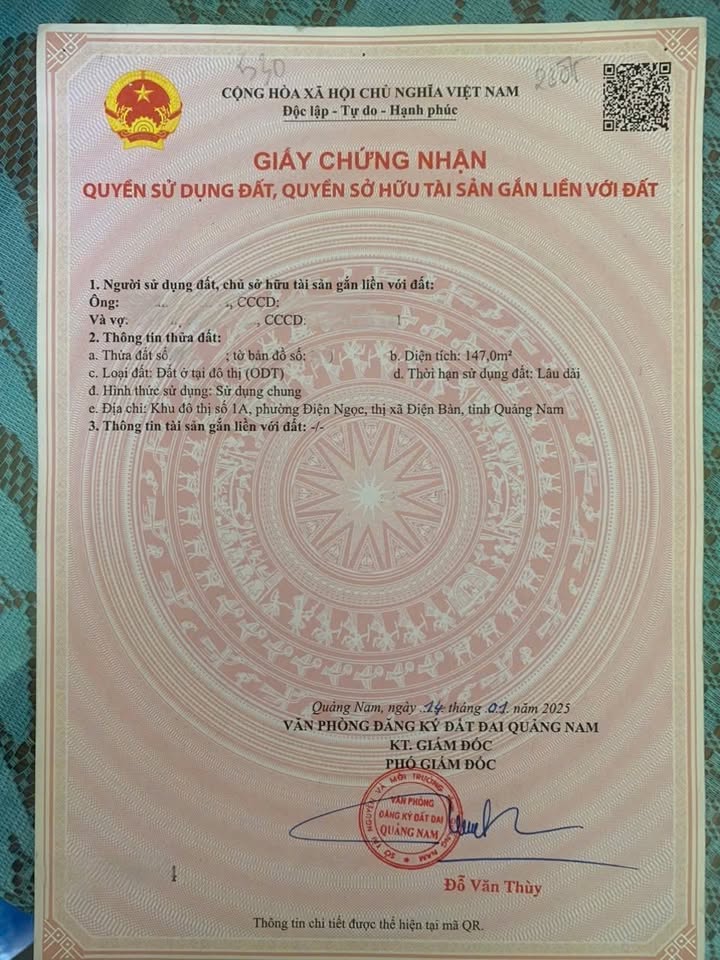 530
CỘNG HÒA XÃ HỘI CHỦ NGHĨA VIỆT NAM
Độc lập - Tự do - Hạnh phúc
GIẤY CHỨNG NHẬN
QUYỀN SỬ DỤNG ĐẤT, QUYỀN SỞ HỮU TÀI SẢN GẮN LIỀN VỚI ĐẤT
1. Người sử dụng đất, chủ sở hữu tài sản gắn liền với đất:
Ông: , CCCD:
Và vợ: , CCCD:
2. Thông tin thửa đất:
a. Thửa đất số ; tờ bản đồ số: b. Diện tích: 147,0m²
c. Loại đất: Đất ở tại đô thị (ODT) d. Thời hạn sử dụng đất: Lâu dài
đ. Hình thức sử dụng: Sử dụng chung
e. Địa chỉ: Khu đô thị số 1A, phường Điện Ngọc, thị xã Điện Bàn, tỉnh Quảng Nam
3. Thông tin tài sản gắn liền với đất: -/-
Quảng Nam, ngày 14 tháng 01 năm 2025
VĂN PHÒNG ĐĂNG KÝ ĐẤT ĐAI QUẢNG NAM
KT. GIÁM ĐỐC
PHÓ GIÁM ĐỐC
VĂN PHÒNG
ĐĂNG KÝ ĐẤT ĐAI
QUẢNG NAM
Đỗ Văn Thùy
Thông tin chi tiết được thể hiện tại mã QR.